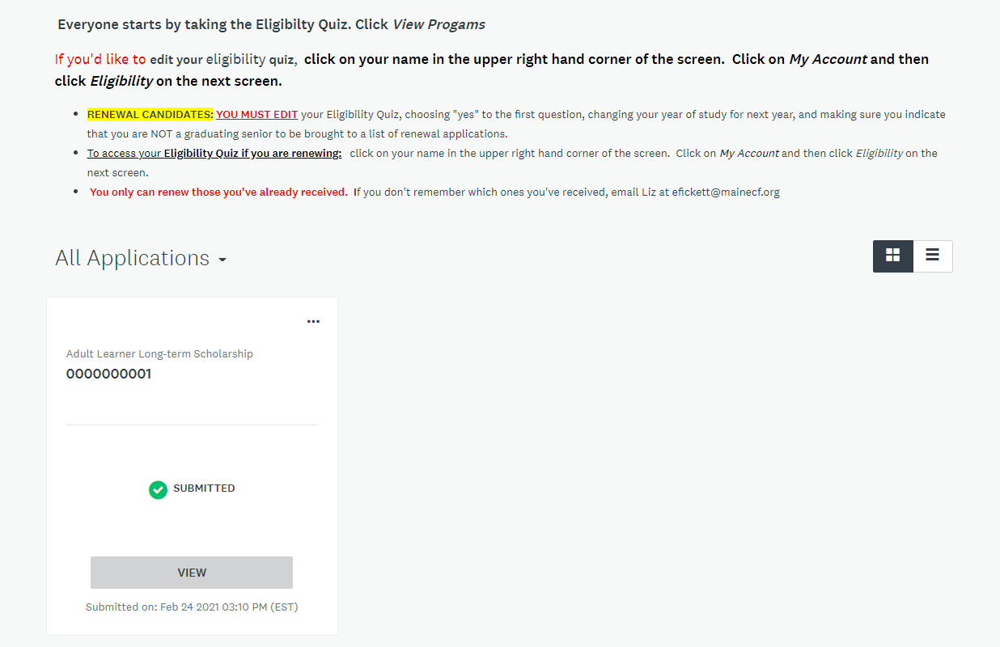 Everyone starts by taking the Eligibilty Quiz. Click View Progams
If you'd like to edit your eligibility quiz, click on your name in the upper right hand corner of the screen. Click on My Account and then
click Eligibility on the next screen.
• RENEWAL CANDIDATES: YOU MUST EDIT your Eligibility Quiz, choosing "yes" to the first question, changing your year of study for next year, and making sure you indicate
that you are NOT a graduating senior to be brought to a list of renewal applications.
• To access your Eligibility Quiz if you are renewing: click on your name in the upper right hand corner of the screen. Click on My Account and then click Eligibility on the
next screen.
• You only can renew those you've already received. If you don't remember which ones you've received, email Liz at efickett@mainecf.org
All Applications
Adult Learner Long-term Scholarship
0000000001
SUBMITTED
VIEW
Submitted on: Feb 24 2021 03:10 PM (EST)